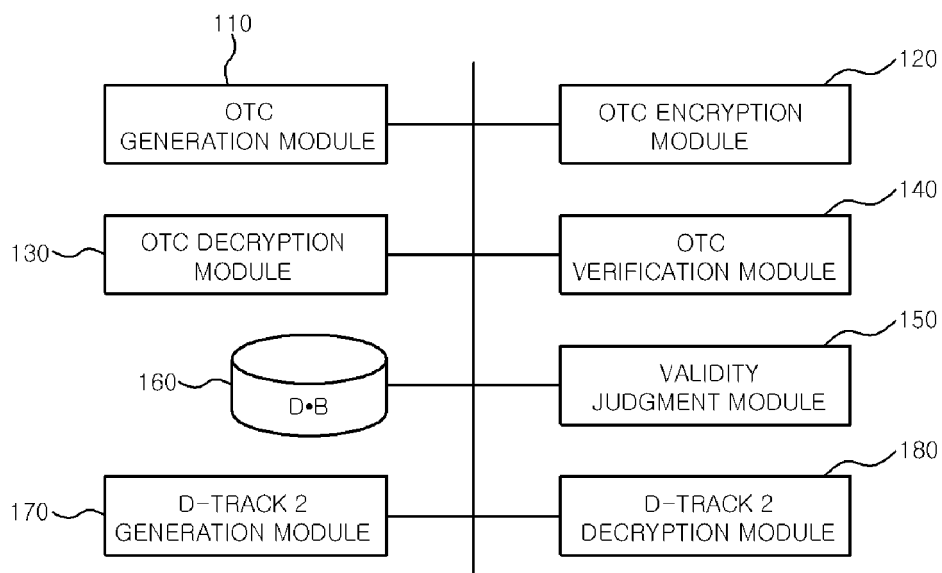 110
120
OTC
GENERATION MODULE
OTC ENCRYPTION
MODULE
140
130
OTC DECRYPTION
MODULE
OTC
VERIFICATION MODULE
150
160
D•B
VALIDITY
JUDGMENT MODULE
180
170
D-TRACK 2
GENERATION MODULE
D-TRACK 2
DECRYPTION MODULE